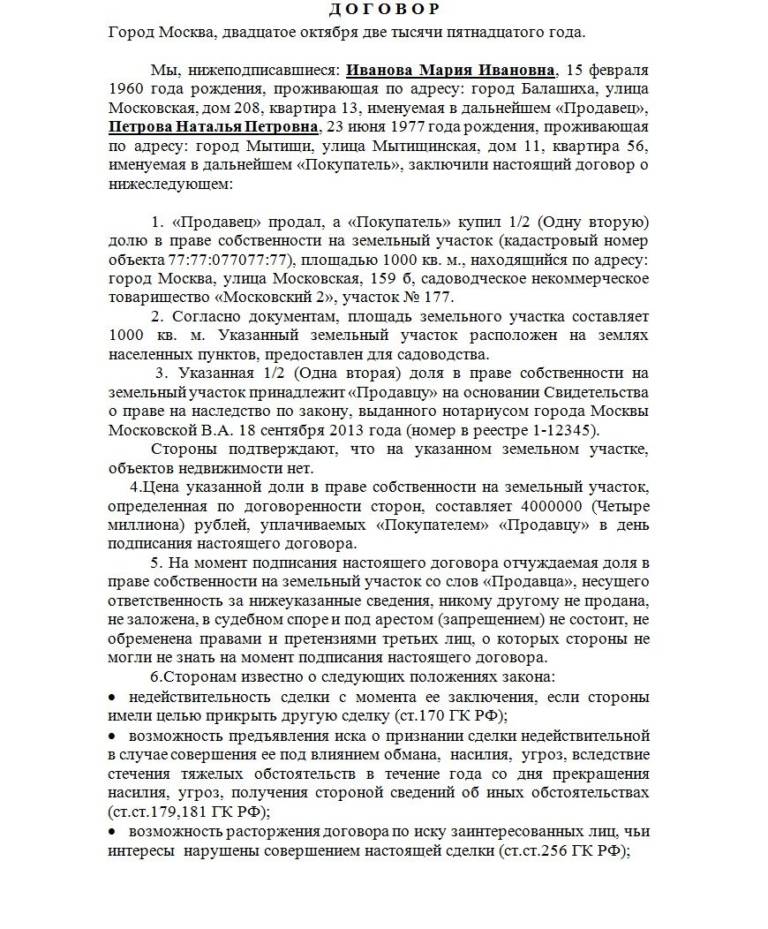 Д О Г О В О Р
Город Москва, двадцатое октября две тысячи пятнадцатого года.
Мы, нижеподписавшиеся: Иванова Мария Ивановна, 15 февраля
1960 года рождения, проживающая по адресу: город Балашиха, улица
Московская, дом 208, квартира 13, именуемая в дальнейшем «Продавец»,
Петрова Наталья Петровна, 23 июня 1977 года рождения, проживающая
по адресу: город Мытищи, улица Мытищинская, дом 11, квартира 56,
именуемая в дальнейшем «Покупатель», заключили настоящий договор о
нижеследующем:
1. «Продавец» продал, а «Покупатель» купил 1/2 (Одну вторую)
долю в праве собственности на земельный участок (кадастровый номер
объекта 77:77:077077:77), площадью 1000 кв. м., находящийся по адресу:
город Москва, улица Московская, 159 б, садоводческое некоммерческое
товарищество «Московский 2», участок № 177.
2. Согласно документам, площадь земельного участка составляет
1000 кв. м. Указанный земельный участок расположен на землях
населенных пунктов, предоставлен для садоводства.
3. Указанная 1/2 (Одна вторая) доля в праве собственности на
земельный участок принадлежит «Продавцу» на основании Свидетельства
о праве на наследство по закону, выданного нотариусом города Москвы
Московской В.А. 18 сентября 2013 года (номер в реестре 1-12345).
Стороны подтверждают, что на указанном земельном участке,
объектов недвижимости нет.
4.Цена указанной доли в праве собственности на земельный участок,
определенная по договоренности сторон, составляет 4000000 (Четыре
миллиона) рублей, уплачиваемых «Покупателем» «Продавцу» в день
подписания настоящего договора.
5. На момент подписания настоящего договора отчуждаемая доля в
праве собственности на земельный участок со слов «Продавца», несущего
ответственность за нижеуказанные сведения, никому другому не продана,
не заложена, в судебном споре и под арестом (запрещением) не состоит, не
обременена правами и претензиями третьих лиц, о которых стороны не
могли не знать на момент подписания настоящего договора.
6.Сторонам известно о следующих положениях закона:
• недействительность сделки с момента ее заключения, если стороны
имели целью прикрыть другую сделку (ст.170 ГК РФ);
• возможность предъявления иска о признании сделки недействительной
в случае совершения ее под влиянием обмана, насилия, угроз, вследствие
стечения тяжелых обстоятельств в течение года со дня прекращения
насилия, угроз, получения стороной сведений об иных обстоятельствах
(ст.ст.179,181 ГК РФ);
• возможность расторжения договора по иску заинтересованных лиц, чьи
интересы нарушены совершением настоящей сделки (ст.ст.256 ГК РФ);